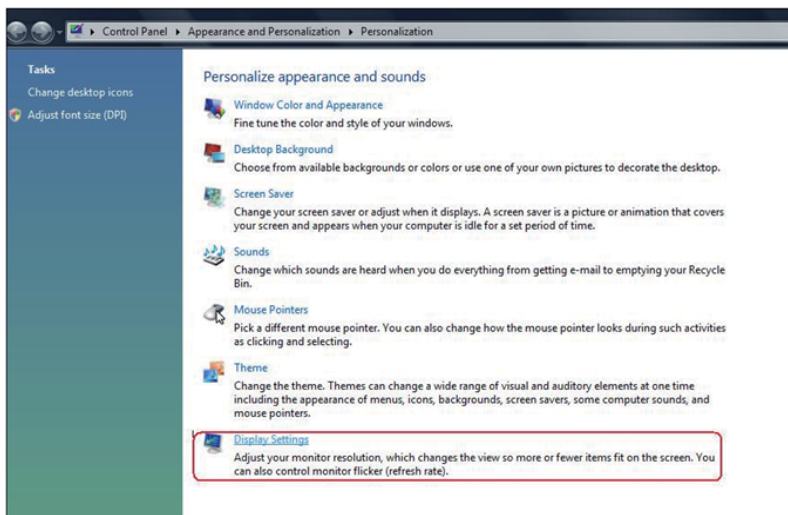 Control Panel ▸ Appearance and Personalization ▸ Personalization
Tasks
Change desktop icons
Adjust font size (DPI)
Personalize appearance and sounds
Window Color and Appearance
Fine tune the color and style of your windows.
Desktop Background
Choose from available backgrounds or colors or use one of your own pictures to decorate the desktop.
Screen Saver
Change your screen saver or adjust when it displays. A screen saver is a picture or animation that covers
your screen and appears when your computer is idle for a set period of time.
Sounds
Change which sounds are heard when you do everything from getting e-mail to emptying your Recycle
Bin.
Mouse Pointers
Pick a different mouse pointer. You can also change how the mouse pointer looks during such activities
as clicking and selecting.
Theme
Change the theme. Themes can change a wide range of visual and auditory elements at one time
including the appearance of menus, icons, backgrounds, screen savers, some computer sounds, and
mouse pointers.
Display Settings
Adjust your monitor resolution, which changes the view so more or fewer items fit on the screen. You
can also control monitor flicker (refresh rate).